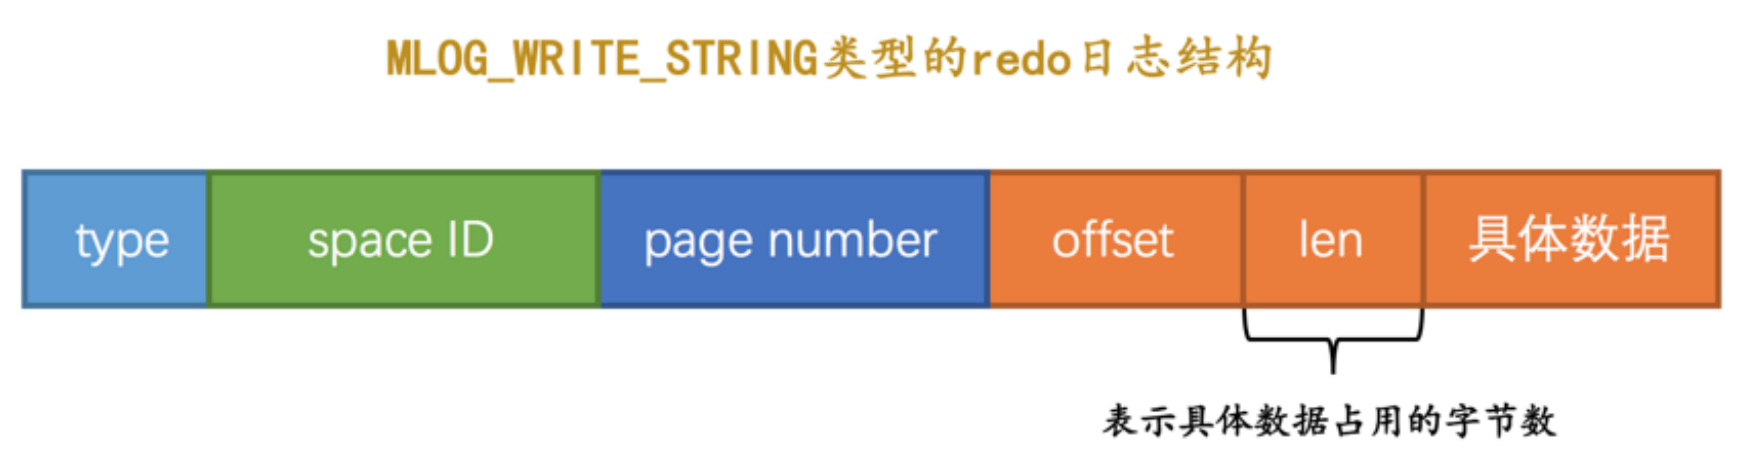 MLOG_WRITE_STRING类型的redo日志结构
type space ID page number offset len 具体数据
表示具体数据占用的字节数